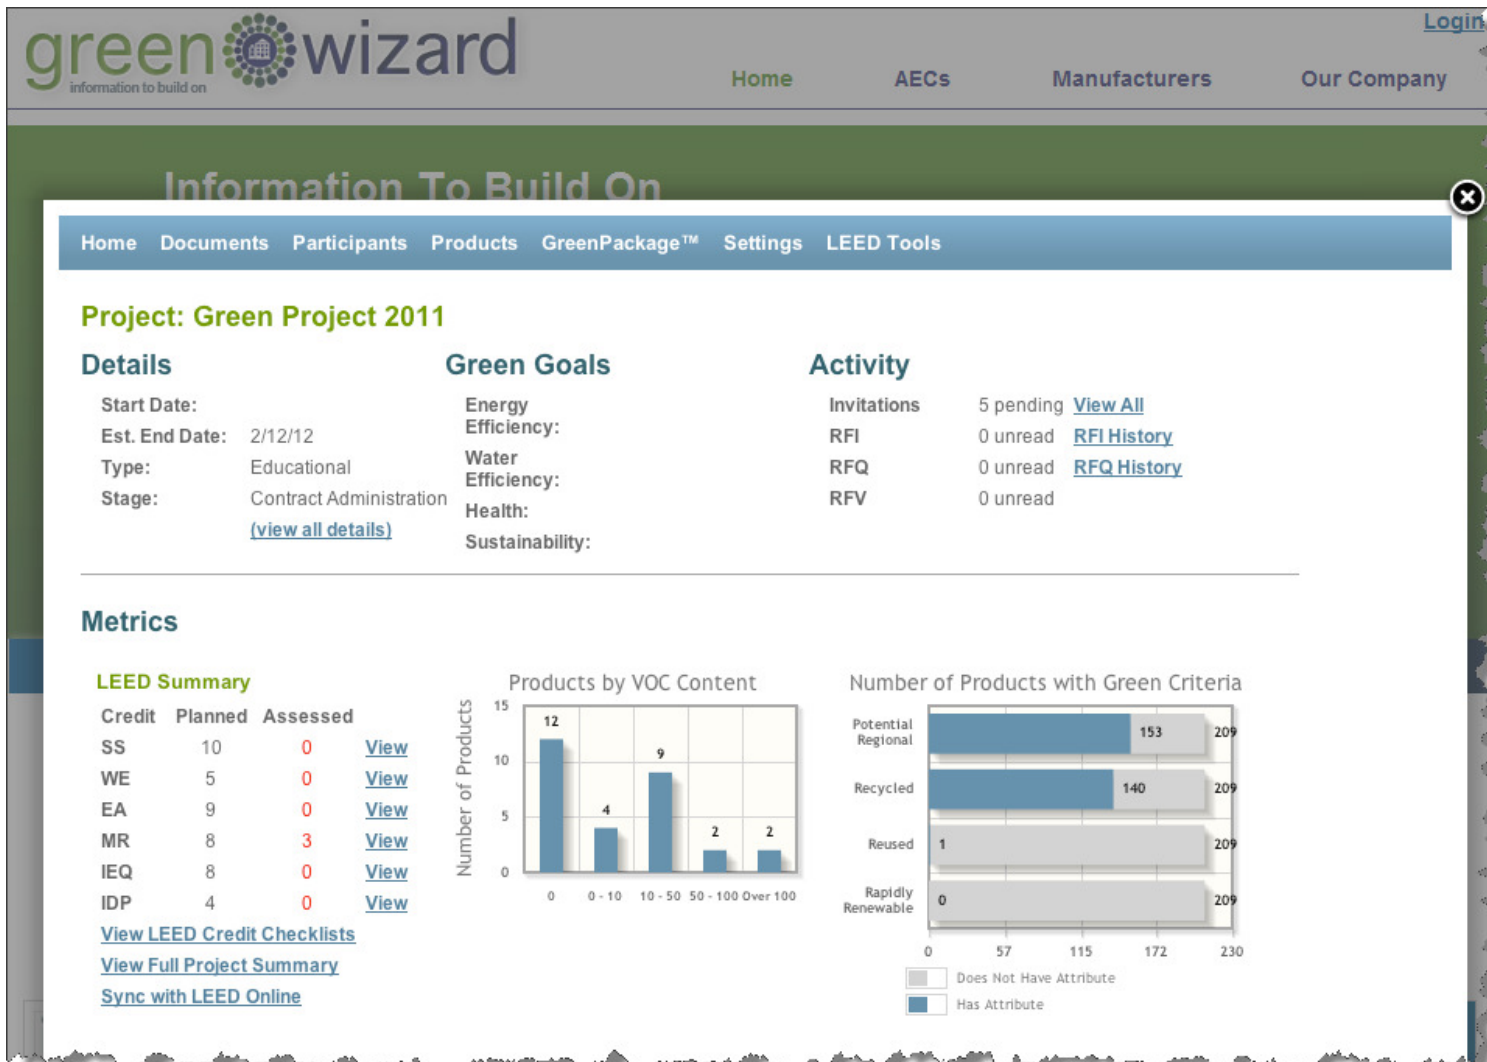 green wizard
information to build on
Login
Home AECs Manufacturers Our Company
Information To Build On
Home Documents Participants Products GreenPackage™ Settings LEED Tools
Project: Green Project 2011
Details
Start Date:
Est. End Date: 2/12/12
Type: Educational
Stage: Contract Administration
(view all details)
Green Goals
Energy
Efficiency:
Water
Efficiency:
Health:
Sustainability:
Activity
Invitations 5 pending View All
RFI 0 unread RFI History
RFQ 0 unread RFQ History
RFV 0 unread
Metrics
LEED Summary
Credit Planned Assessed
SS 10 0 View
WE 5 0 View
EA 9 0 View
MR 8 3 View
IEQ 8 0 View
IDP 4 0 View
View LEED Credit Checklists
View Full Project Summary
Sync with LEED Online
Products by VOC Content
Number of Products
15
10
5
0
12
4
9
2
2
0 0 - 10 10 - 50 50 - 100 Over 100
Number of Products with Green Criteria
Potential
Regional
153 209
Recycled 140 209
Reused 1 209
Rapidly
Renewable
0 209
0 57 115 172 230
Does Not Have Attribute
Has Attribute